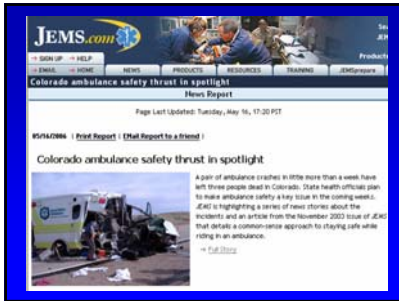 JEMS.com
Sea
JEM
Product
→ SIGN UP → HELP
→ EMAIL → HOME NEWS PRODUCTS RESOURCES TRAINING JEMSprepare
Colorado ambulance safety thrust in spotlight
News Report
Page Last Updated: Tuesday, May 16, 17:20 PST
05/16/2006 | Print Report | EMail Report to a friend |
Colorado ambulance safety thrust in spotlight
A pair of ambulance crashes in little more than a week have
left three people dead in Colorado. State health officials plan
to make ambulance safety a key issue in the coming weeks.
JEMS is highlighting a series of news stories about the
incidents and an article from the November 2003 issue of JEMS
that details a common-sense approach to staying safe while
riding in an ambulance.
→ Full Story